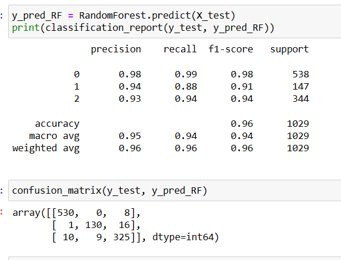 : y_pred_RF = RandomForest.predict(X_test)
print(classification_report(y_test, y_pred_RF))
precision recall f1-score support
0 0.98 0.99 0.98 538
1 0.94 0.88 0.91 147
2 0.93 0.94 0.94 344
accuracy 0.96 1029
macro avg 0.95 0.94 0.94 1029
weighted avg 0.96 0.96 0.96 1029
: confusion_matrix(y_test, y_pred_RF)
: array([[530, 0, 8],
[ 1, 130, 16],
[ 10, 9, 325]], dtype=int64)